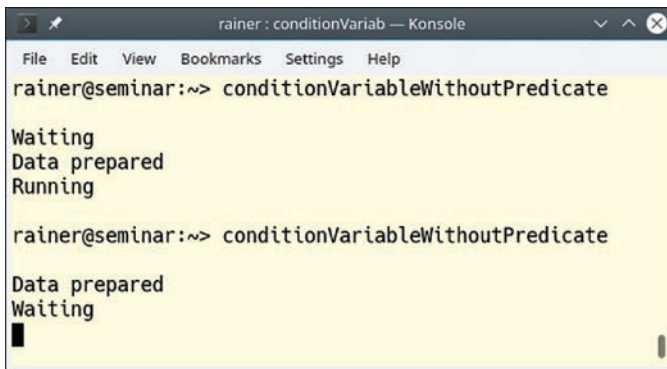 rainer : conditionVariab — Konsole
File Edit View Bookmarks Settings Help
rainer@seminar:~> conditionVariableWithoutPredicate
Waiting
Data prepared
Running
rainer@seminar:~> conditionVariableWithoutPredicate
Data prepared
Waiting